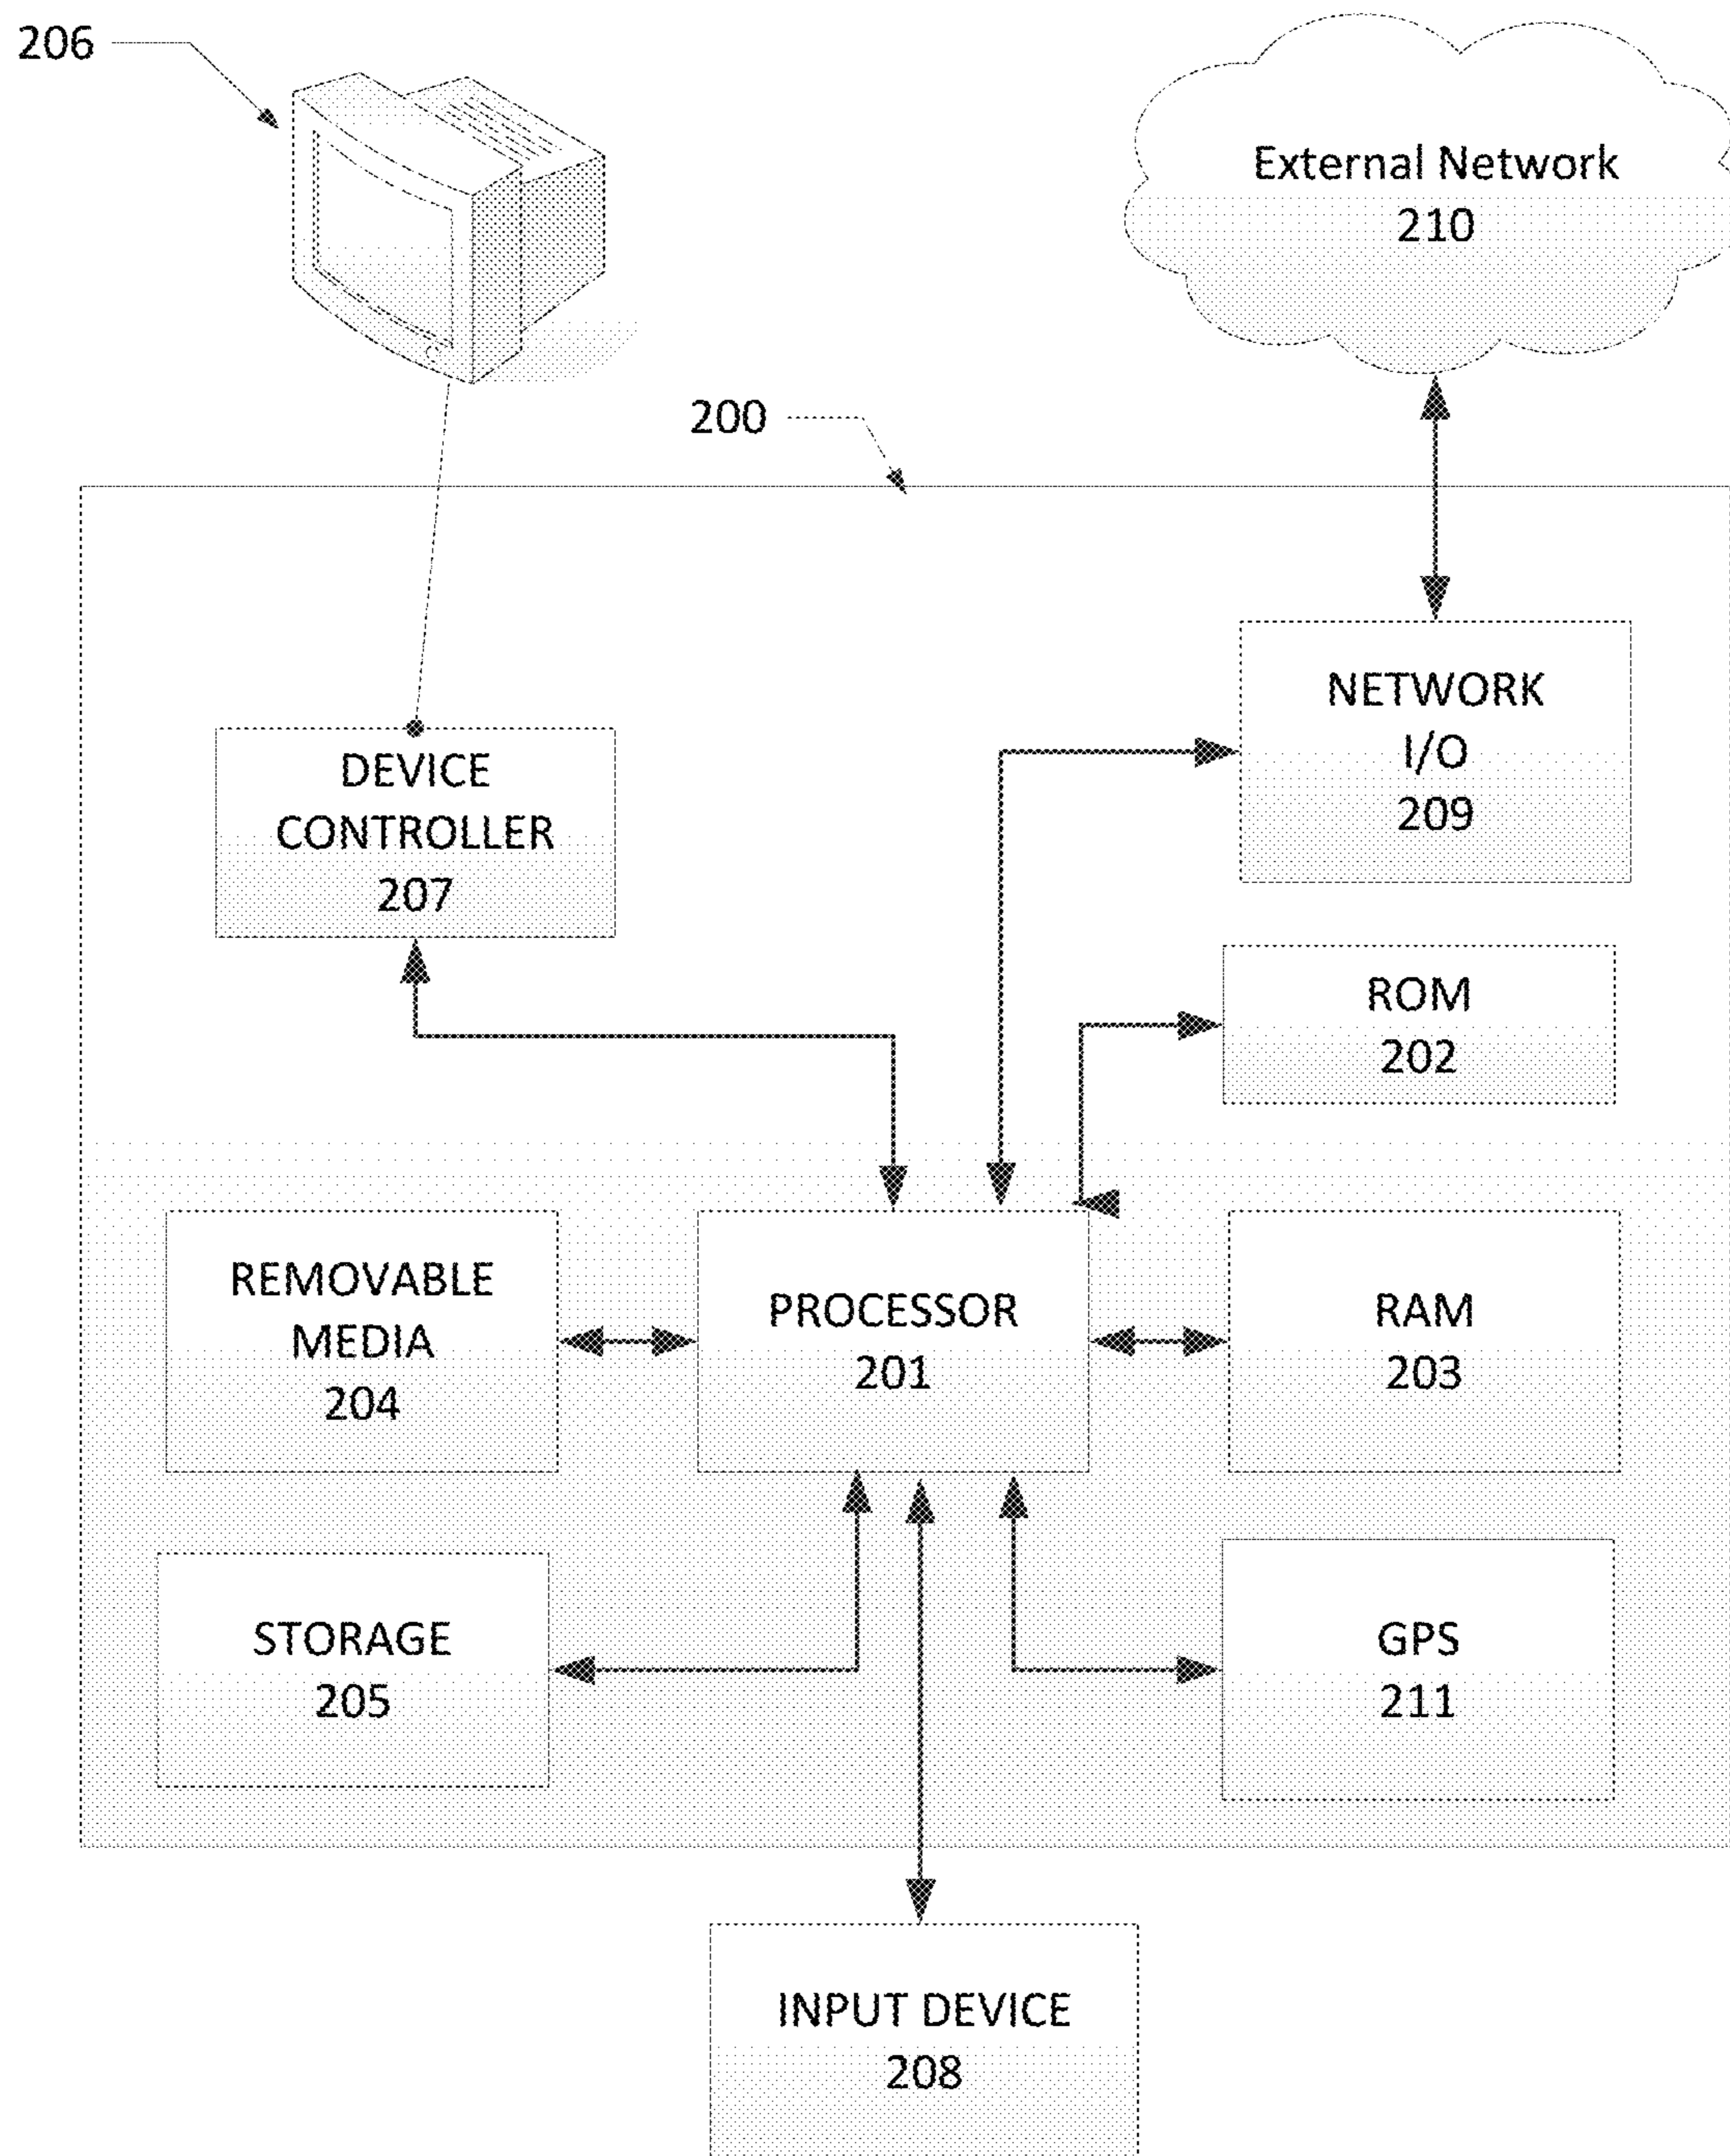 206
External Network
210
200
NETWORK
I/O
209
DEVICE
CONTROLLER
207
ROM
202
REMOVABLE
MEDIA
204
PROCESSOR
201
RAM
203
STORAGE
205
GPS
211
INPUT DEVICE
208